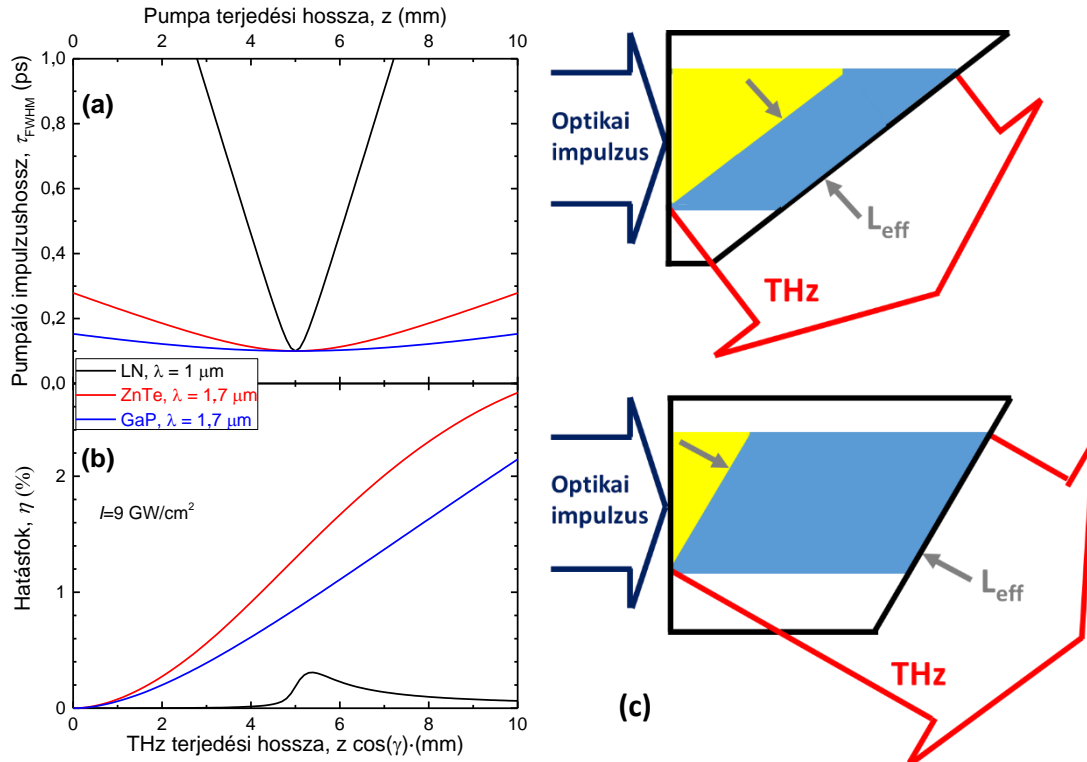 Pumpa terjedési hossza, z (mm)
0 2 4 6 8 10
Pumpáló impulzushossz, τFWHM (ps)
1,0
0,8
0,6
0,4
0,2
0,0
(a)
LN, λ = 1 μm
ZnTe, λ = 1,7 μm
GaP, λ = 1,7 μm
(b)
Hatásfok, η (%)
2
1
0
I=9 GW/cm²
0 2 4 6 8 10
THz terjedési hossza, z cos(γ)·(mm)
Optikai
impulzus
Leff
THz
Optikai
impulzus
Leff
THz
(c)